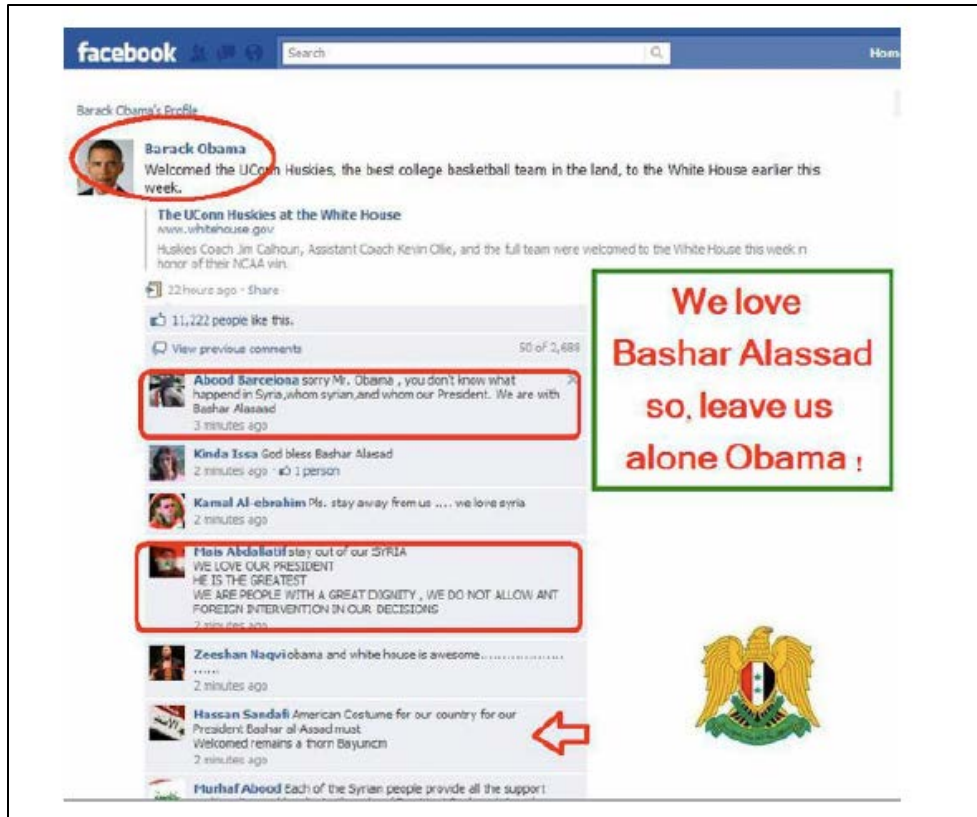 facebook
Search
Home
Barack Obama's Profile
Barack Obama
Welcomed the UConn Huskies, the best college basketball team in the land, to the White House earlier this
week.
The UConn Huskies at the White House
www.whitehouse.gov
Huskies Coach Jim Calhoun, Assistant Coach Kevin Ollie, and the full team were welcomed to the White House this week in
honor of their NCAA win.
22 hours ago · Share
11,222 people like this.
View previous comments
50 of 2,688
Abood Barcelona sorry Mr. Obama , you don't know what
happend in Syria,whom syrian,and whom our President. We are with
Bashar Alasaad
3 minutes ago
Kinda Issa God bless Bashar Alasad
2 minutes ago · 1 person
Kamal Al-ebrahim Pls. stay away from us ..... we love syria
2 minutes ago
Mais Abdallatif stay out of our SYRIA
WE LOVE OUR PRESIDENT
HE IS THE GREATEST
WE ARE PEOPLE WITH A GREAT DIGNITY , WE DO NOT ALLOW ANT
FOREIGN INTERVENTION IN OUR DECISIONS
2 minutes ago
Zeeshan Naqvi obama and white house is awesome.....................
......
2 minutes ago
Hassan Sandafi American Costume for our country for our
President Bashar al-Assad must
Welcomed remains a thorn Bayuncm
2 minutes ago
Murhaf Abood Each of the Syrian people provide all the support
We love
Bashar Alassad
so, leave us
alone Obama !